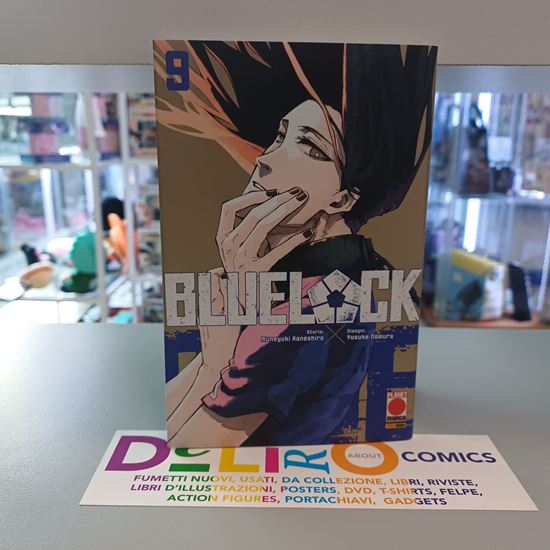 9
BLUELOCK
Storia: Disegni:
Muneyuki Kaneshiro X Yusuke Nomura
PLANET
MANGA
DELIRO ABOUT COMICS
FUMETTI NUOVI, USATI, DA COLLEZIONE, LIBRI, RIVISTE,
LIBRI D'ILLUSTRAZIONI, POSTERS, DVD, T-SHIRTS, FELPE,
ACTION FIGURES, PORTACHIAVI, GADGETS